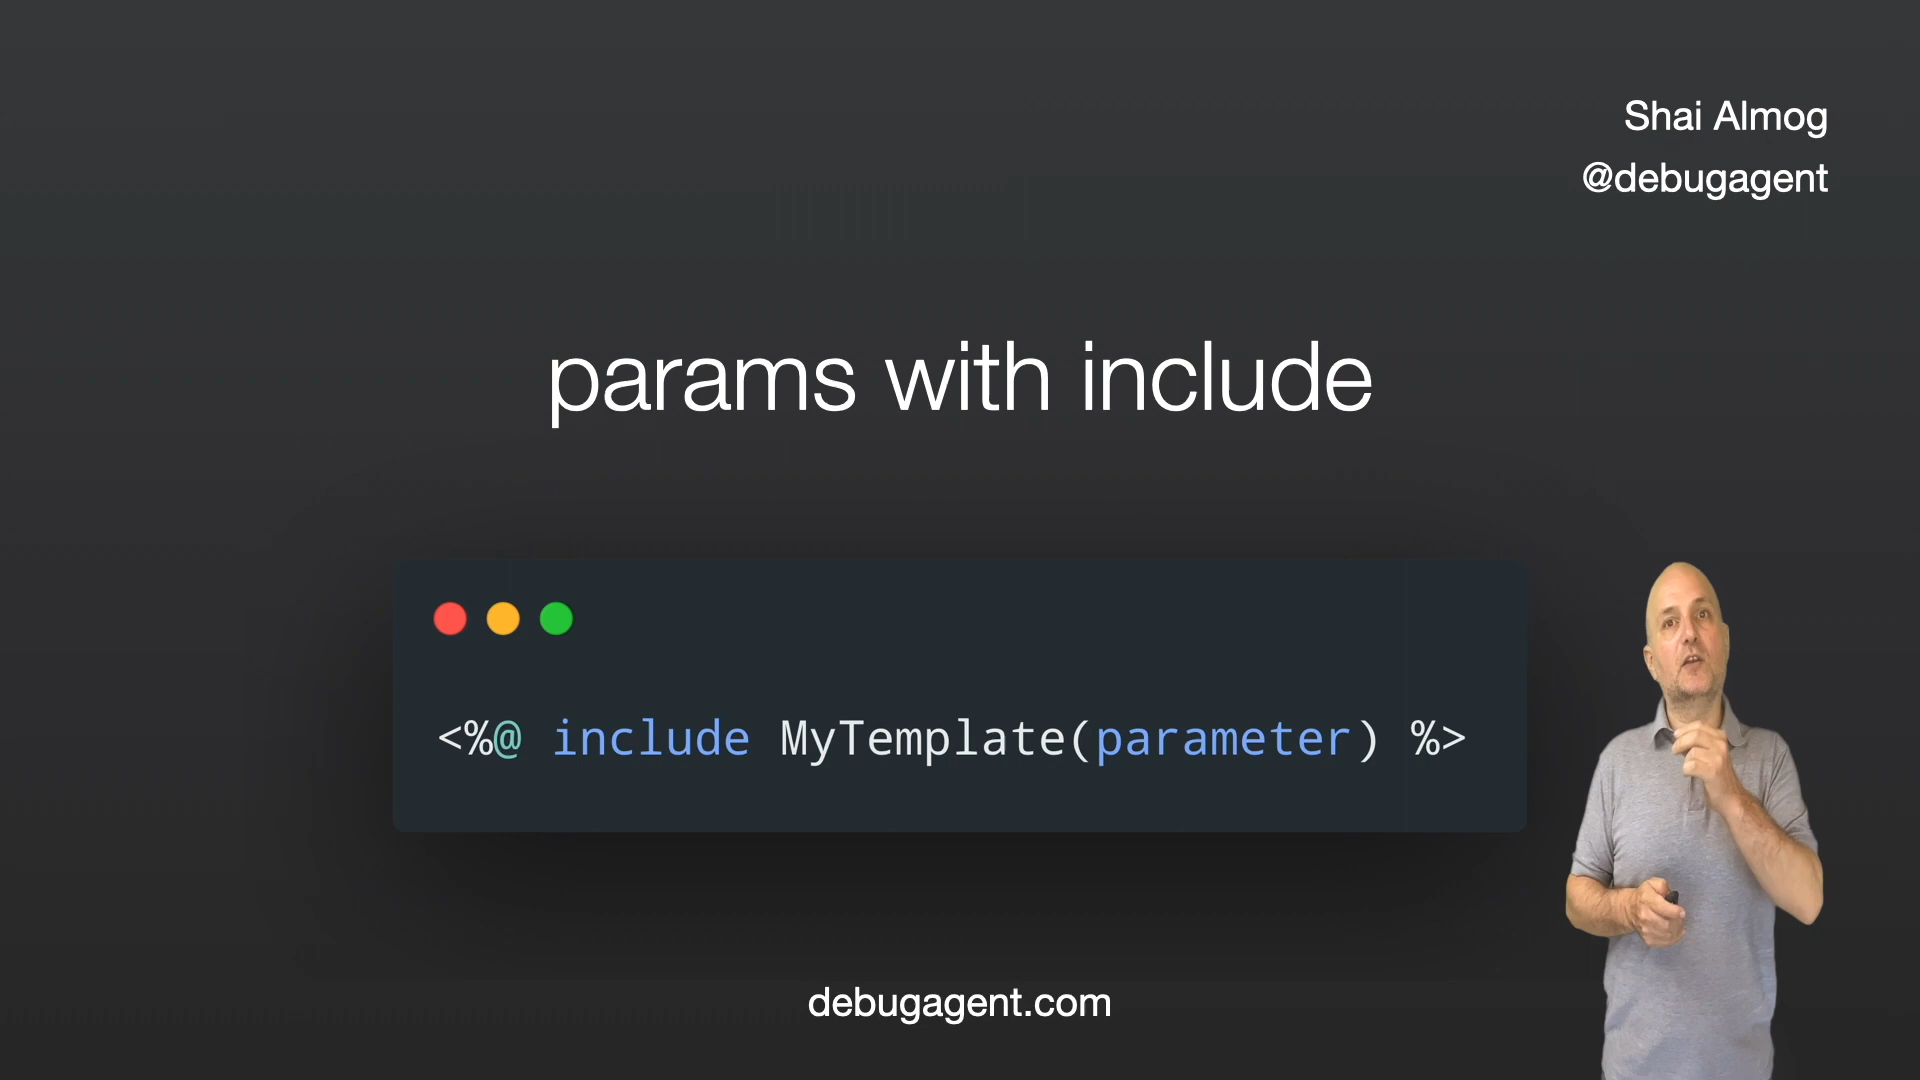 Shai Almog
@debugagent
params with include
<%@ include MyTemplate(parameter) %>
debugagent.com